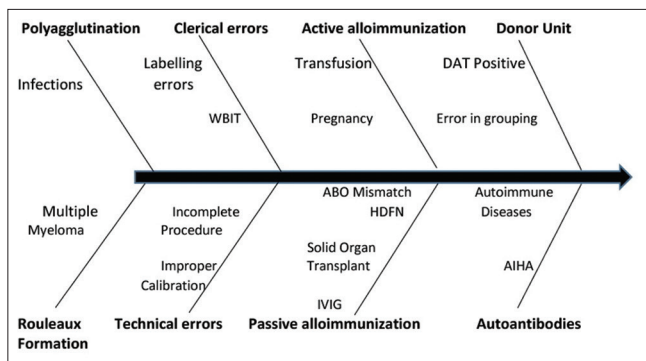 Polyagglutination
Clerical errors
Active alloimmunization
Donor Unit
Infections
Labelling
errors
WBIT
Transfusion
Pregnancy
DAT Positive
Error in grouping
Multiple
Myeloma
Incomplete
Procedure
Improper
Calibration
ABO Mismatch
HDFN
Solid Organ
Transplant
IVIG
Autoimmune
Diseases
AIHA
Rouleaux
Formation
Technical errors
Passive alloimmunization
Autoantibodies